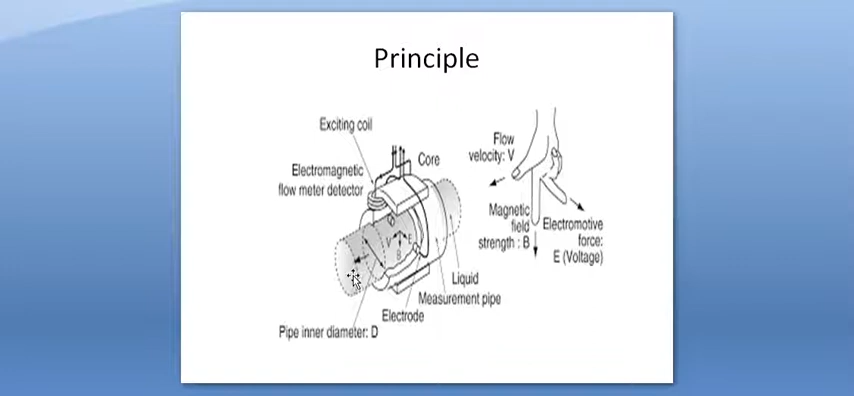 Principle
Exciting coil
Core
Electromagnetic
flow meter detector
V
E
B
Liquid
Measurement pipe
Electrode
Pipe inner diameter: D
Flow
velocity: V
Magnetic
field
strength : B
Electromotive
force:
E (Voltage)